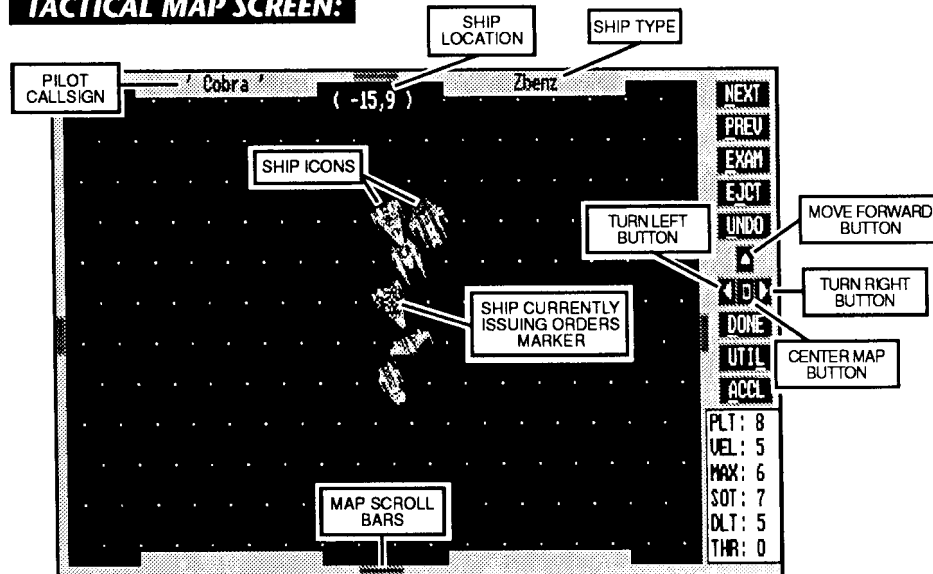 TACTICAL MAP SCREEN:
SHIP
LOCATION
SHIP TYPE
PILOT
CALLSIGN
' Cobra '
Zbenz
( -15,9 )
NEXT
PREV
EXAM
EJCT
UNDO
SHIP ICONS
TURN LEFT
BUTTON
MOVE FORWARD
BUTTON
TURN RIGHT
BUTTON
SHIP CURRENTLY
ISSUING ORDERS
MARKER
DONE
UTIL
ACCL
CENTER MAP
BUTTON
PLT: 8
VEL: 5
MAX: 6
SOT: 7
DLT: 5
THR: 0
MAP SCROLL
BARS